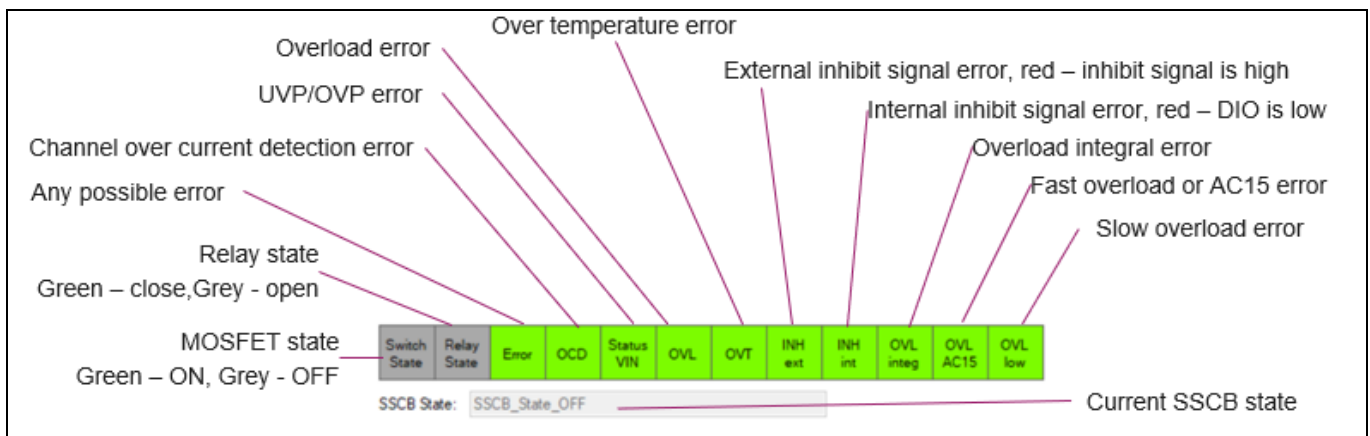 Over temperature error
Overload error
External inhibit signal error, red – inhibit signal is high
UVP/OVP error
Internal inhibit signal error, red – DIO is low
Channel over current detection error
Overload integral error
Any possible error
Fast overload or AC15 error
Slow overload error
Relay state
Green – close,Grey - open
MOSFET state
Green – ON, Grey - OFF
Switch State
Relay State
Error
OCD
Status VIN
OVL
OVT
INH ext
INH int
OVL integ
OVL AC15
OVL low
SSCB State: SSCB_State_OFF
Current SSCB state